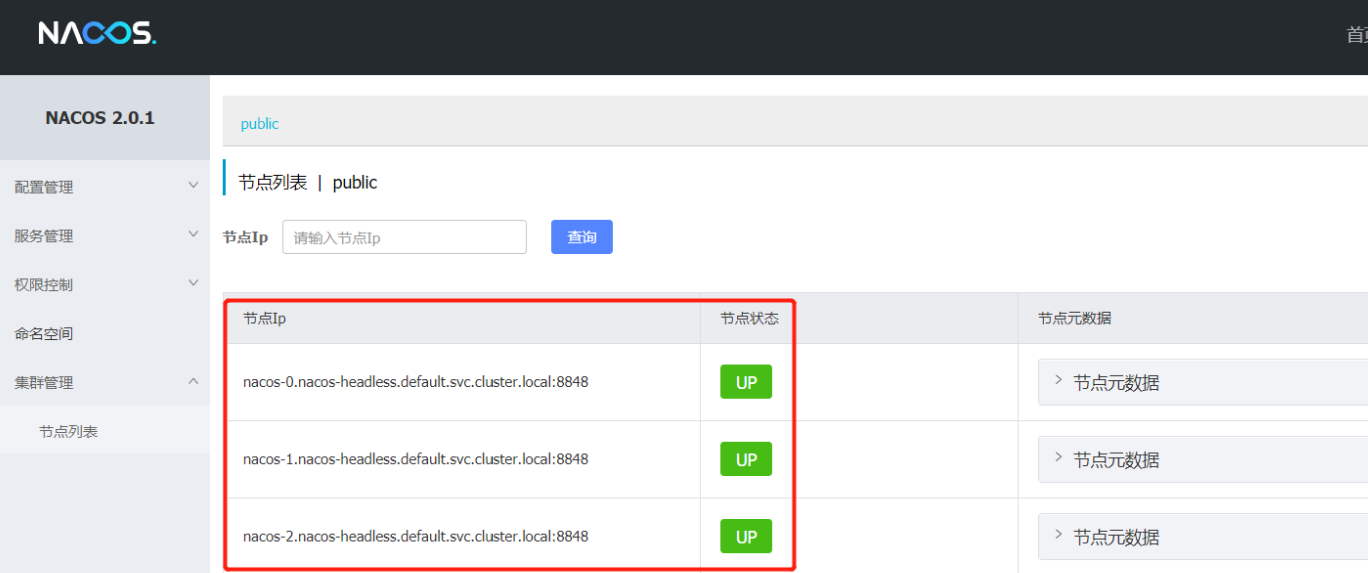 NACOS.
首页
NACOS 2.0.1
public
配置管理
节点列表 | public
服务管理
节点Ip 请输入节点Ip 查询
权限控制
节点Ip 节点状态 节点元数据
命名空间
集群管理
nacos-0.nacos-headless.default.svc.cluster.local:8848 UP 节点元数据
节点列表
nacos-1.nacos-headless.default.svc.cluster.local:8848 UP 节点元数据
nacos-2.nacos-headless.default.svc.cluster.local:8848 UP 节点元数据